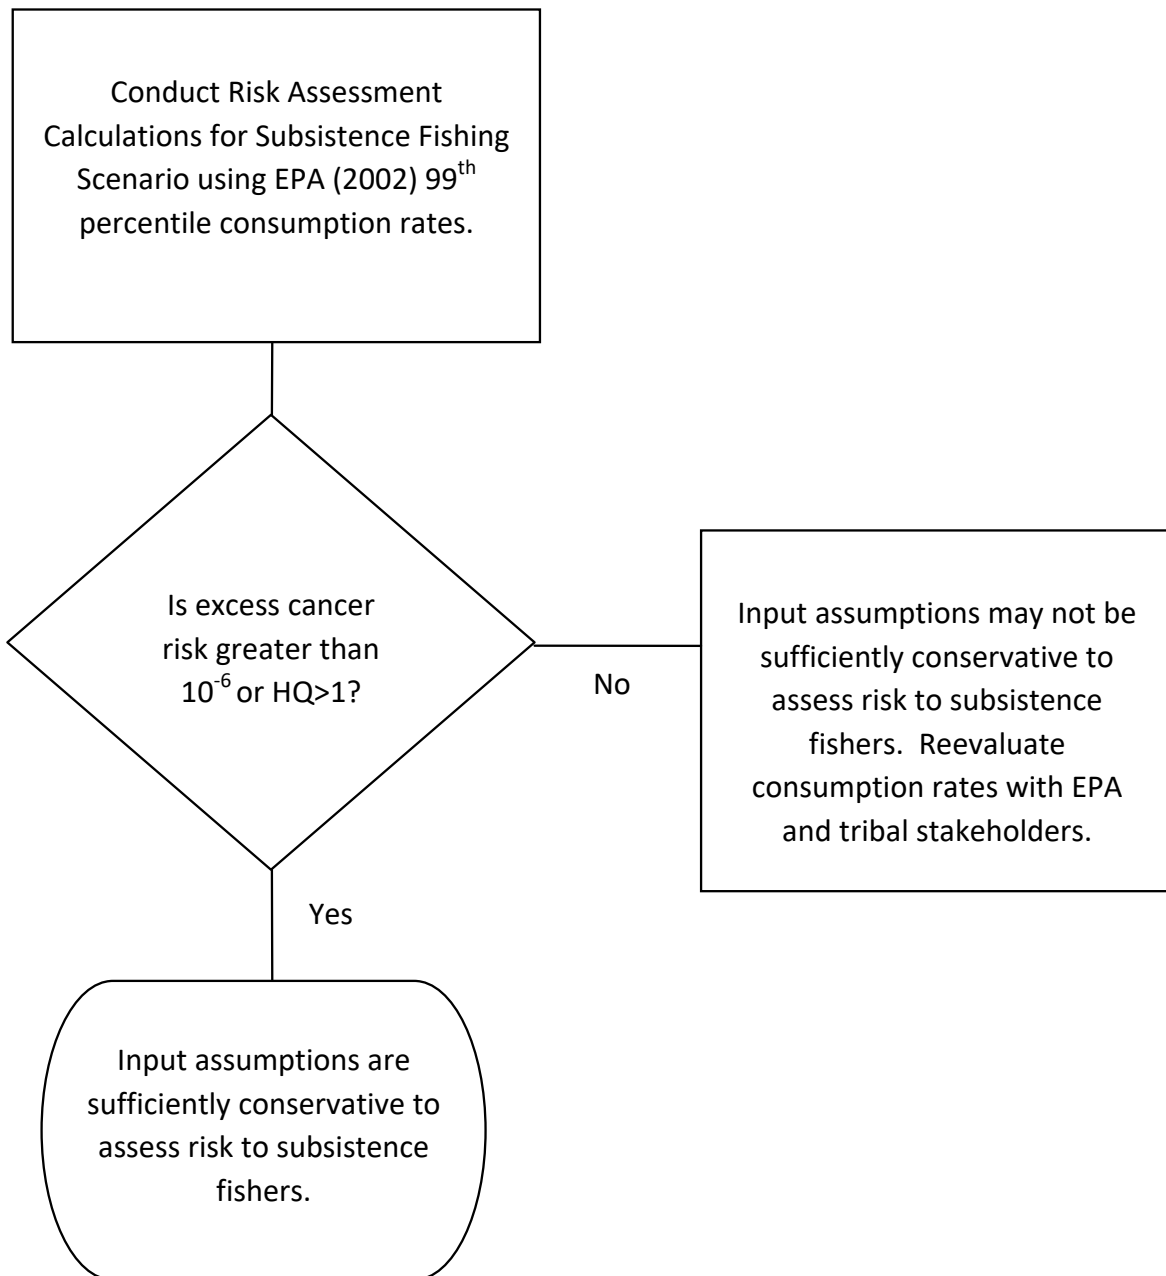 Conduct Risk Assessment
Calculations for Subsistence Fishing
Scenario using EPA (2002) 99th
percentile consumption rates.
Is excess cancer
risk greater than
10-6 or HQ>1?
No
Input assumptions may not be
sufficiently conservative to
assess risk to subsistence
fishers.  Reevaluate
consumption rates with EPA
and tribal stakeholders.
Yes
Input assumptions are
sufficiently conservative to
assess risk to subsistence
fishers.